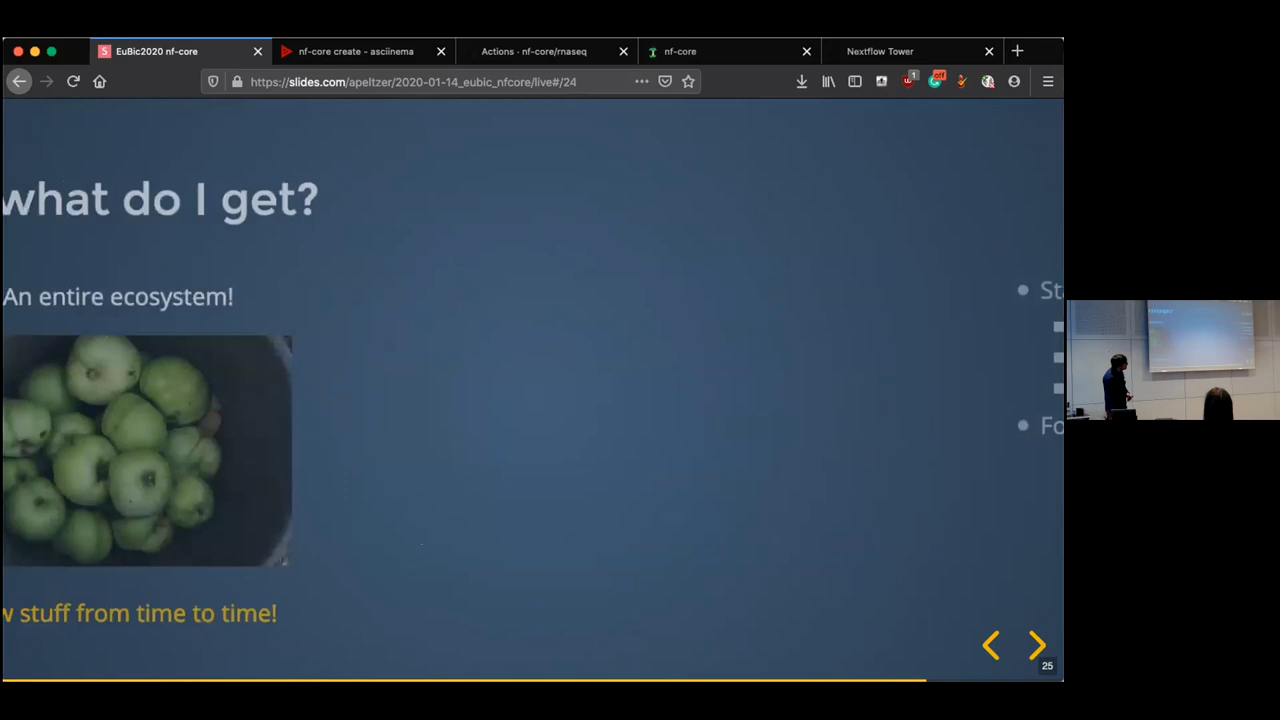 EuBic2020 nf-core
nf-core create - asciinema
Actions · nf-core/rnaseq
nf-core
Nextflow Tower
https://slides.com/apeltzer/2020-01-14_eubic_nfcore/live#/24
1
off
what do I get?
An entire ecosystem!
St
Fo
w stuff from time to time!
25